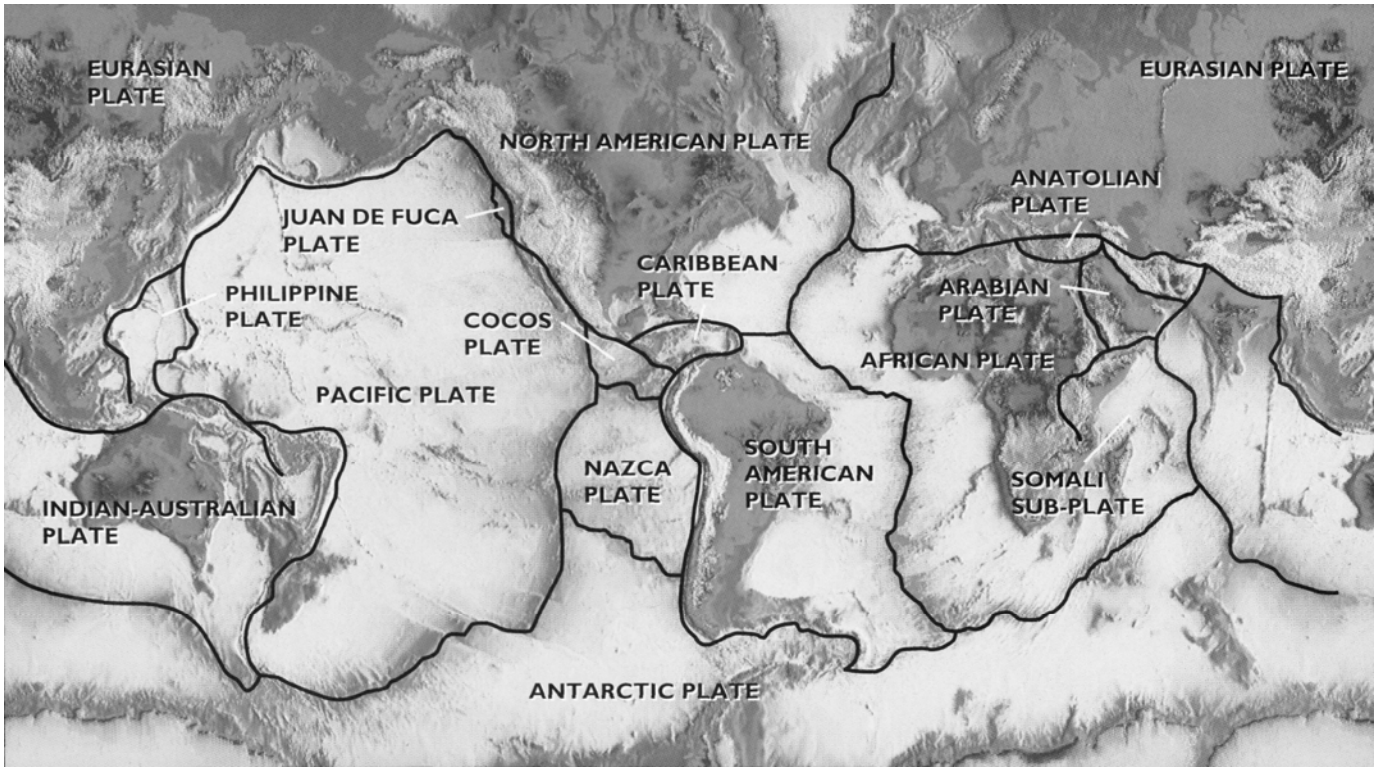 EURASIAN
PLATE
EURASIAN PLATE
NORTH AMERICAN PLATE
ANATOLIAN
PLATE
JUAN DE FUCA
PLATE
CARIBBEAN
PLATE
PHILIPPINE
PLATE
ARABIAN
PLATE
COCOS
PLATE
AFRICAN PLATE
PACIFIC PLATE
SOUTH
AMERICAN
PLATE
NAZCA
PLATE
SOMALI
SUB-PLATE
INDIAN-AUSTRALIAN
PLATE
ANTARCTIC PLATE